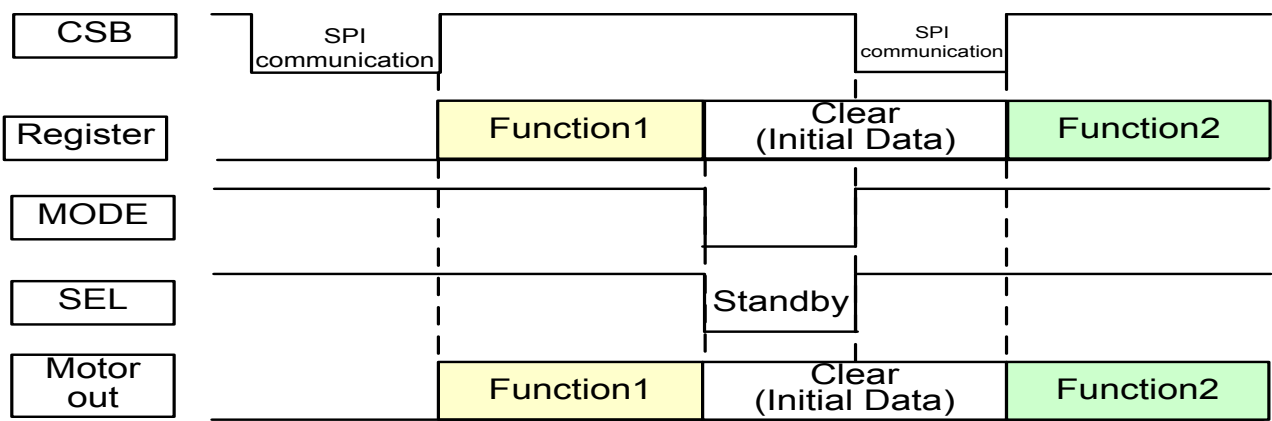 CSB
SPI
communication
SPI
communication
Register
Function1
Clear
(Initial Data)
Function2
MODE
SEL
Standby
Motor
out
Function1
Clear
(Initial Data)
Function2